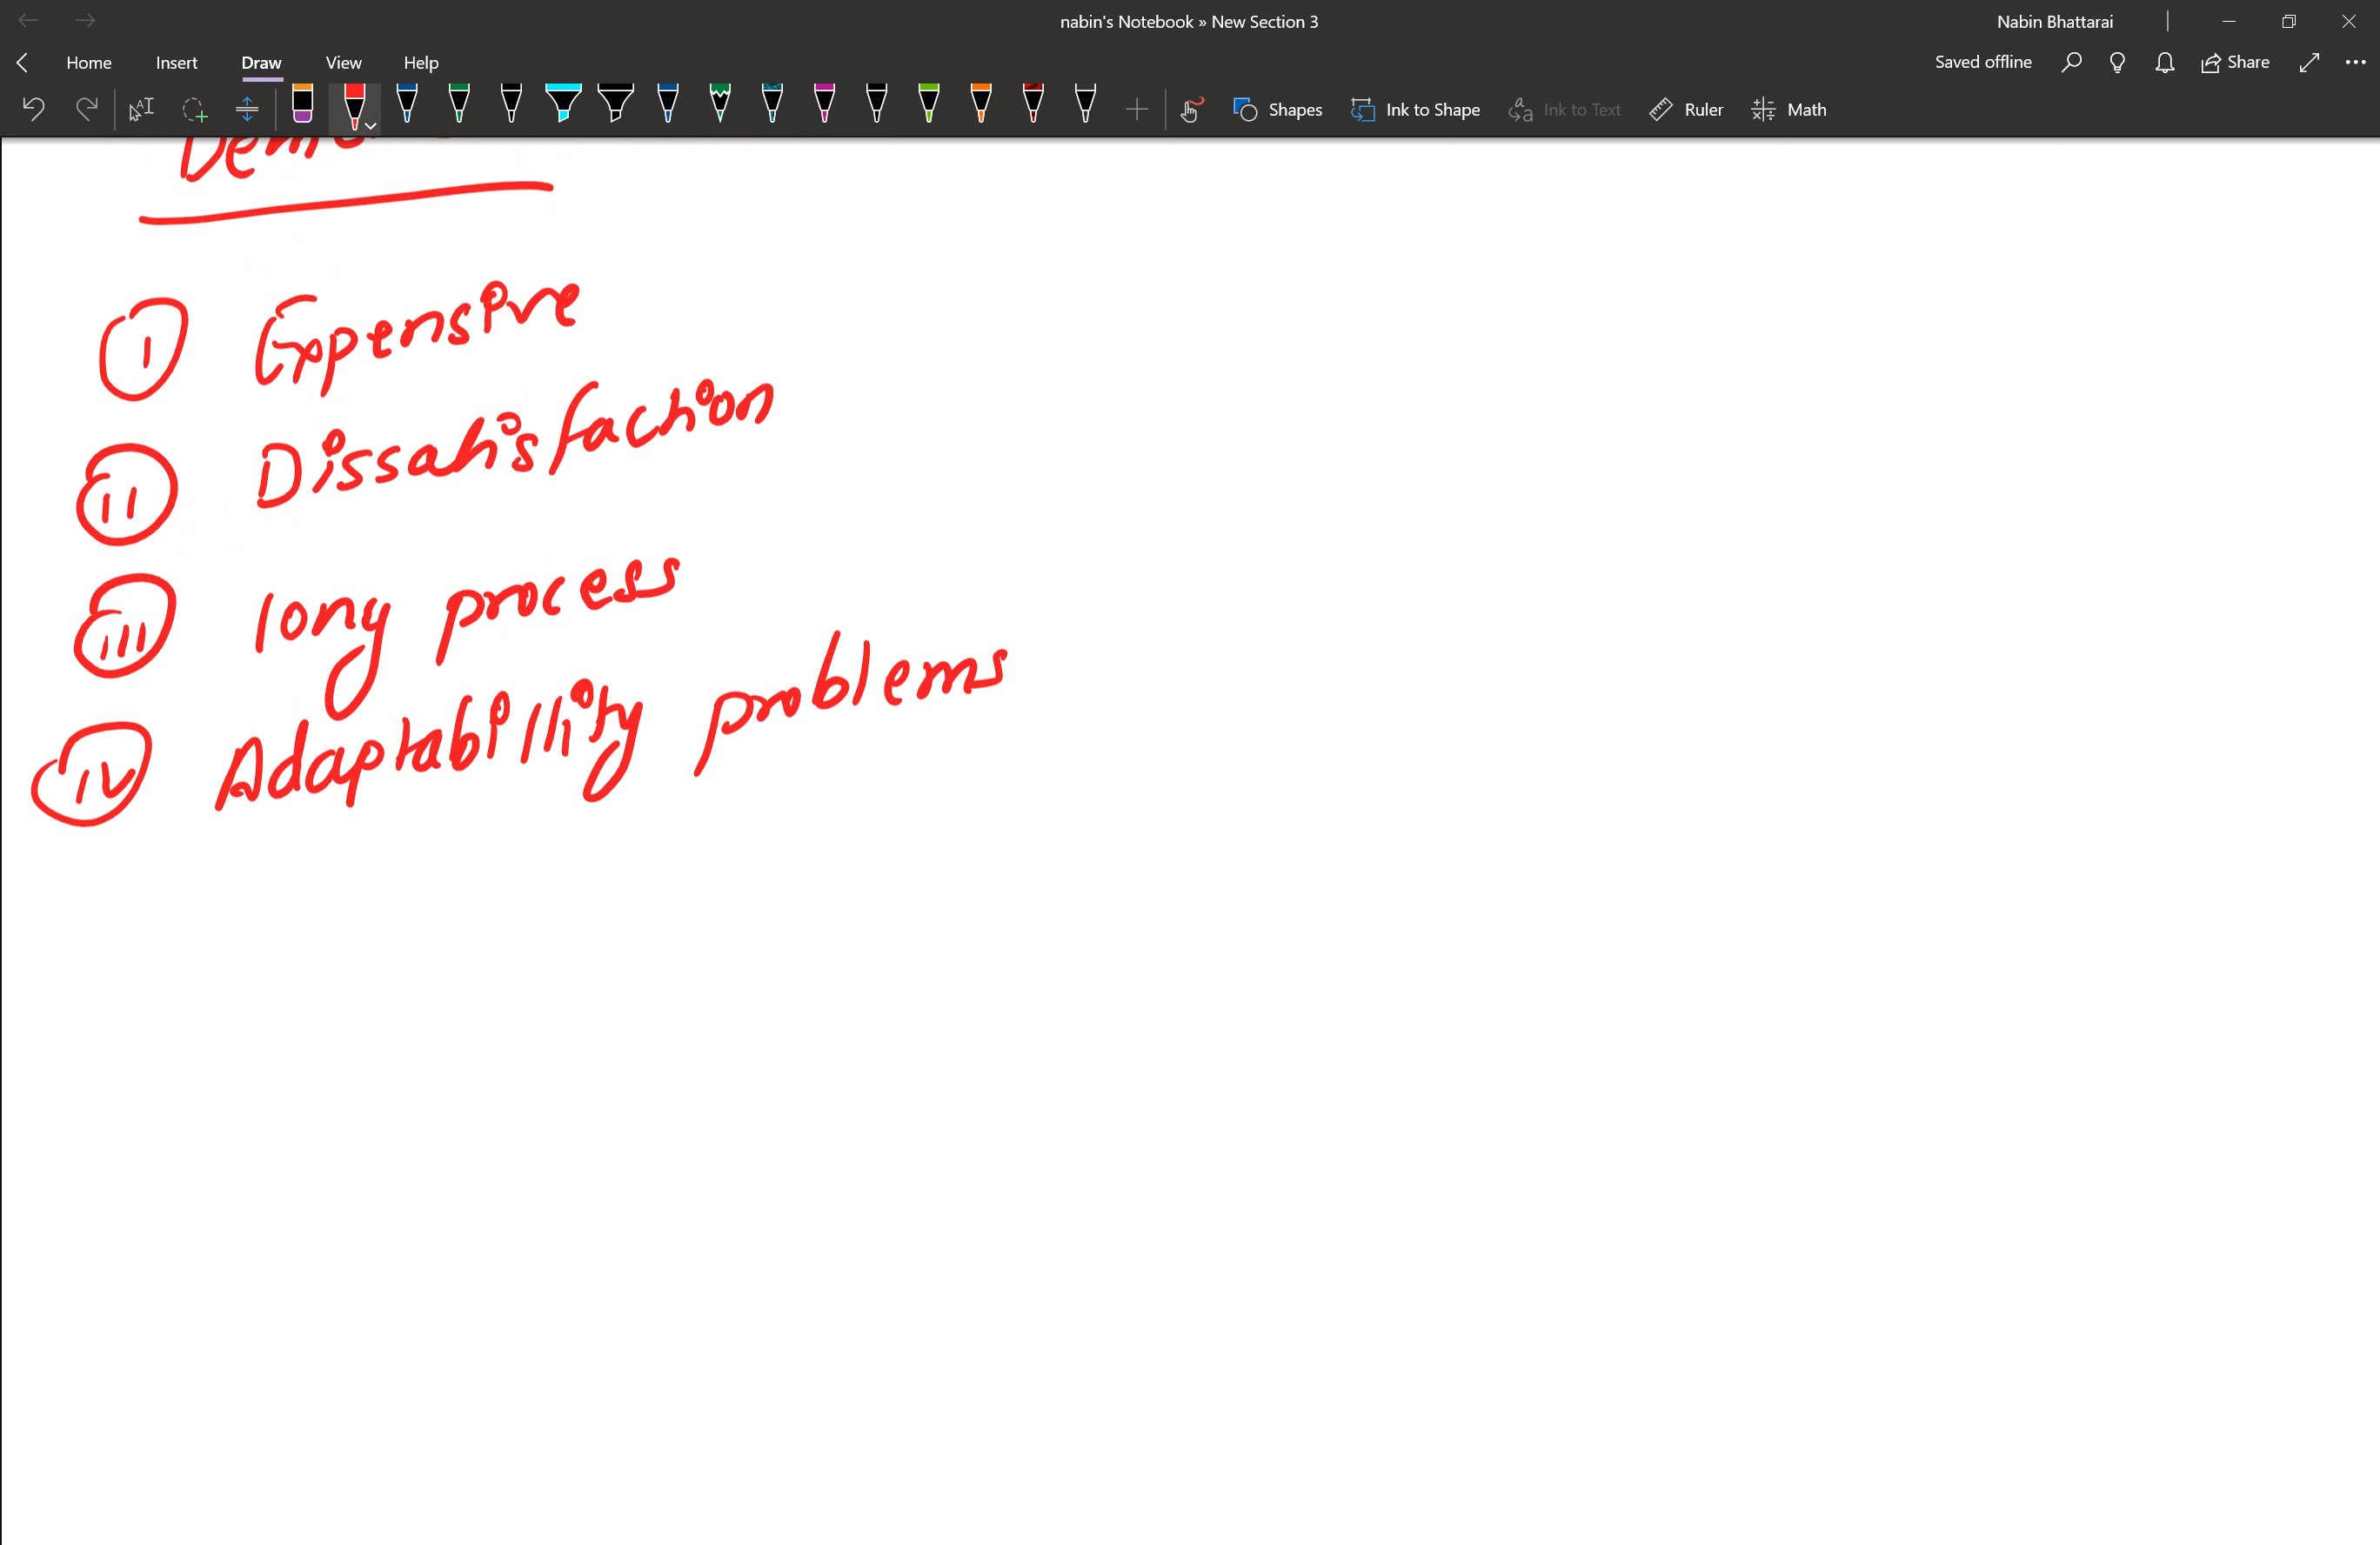 nabin's Notebook » New Section 3
Nabin Bhattarai
Home Insert Draw View Help
Saved offline
Share
Shapes Ink to Shape Ink to Text Ruler Math
I Expensive
II Dissatisfaction
III long process
IV Adaptabillity problems